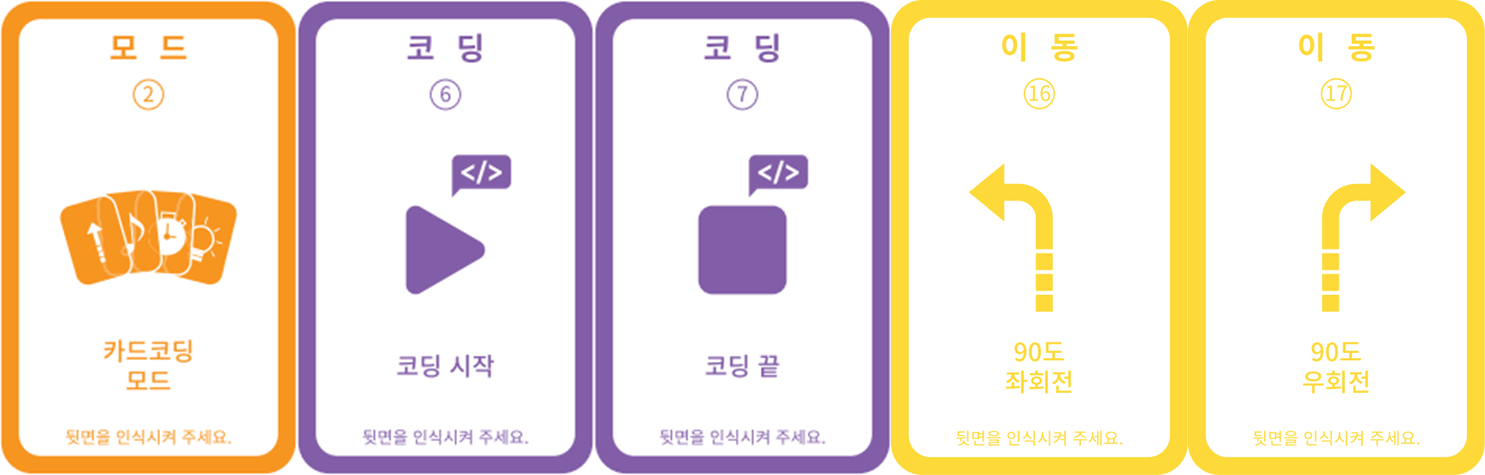 모 드
②
카드코딩
모드
뒷면을 인식시켜 주세요.
코 딩
⑥
</>
코딩 시작
뒷면을 인식시켜 주세요.
코 딩
⑦
</>
코딩 끝
뒷면을 인식시켜 주세요.
이 동
⑯
90도
좌회전
뒷면을 인식시켜 주세요.
이 동
⑰
90도
우회전
뒷면을 인식시켜 주세요.